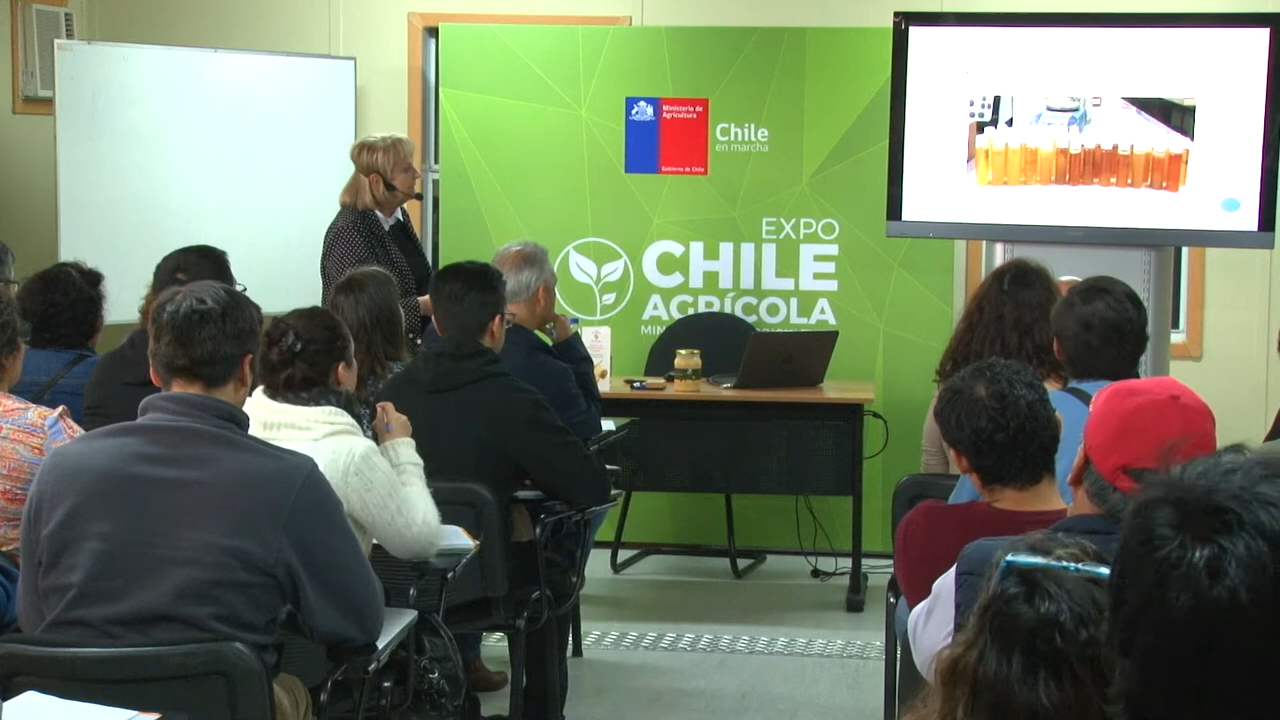 Ministerio de
Agricultura
Gobierno de Chile
Chile
en marcha
EXPO
CHILE
AGRÍCOLA